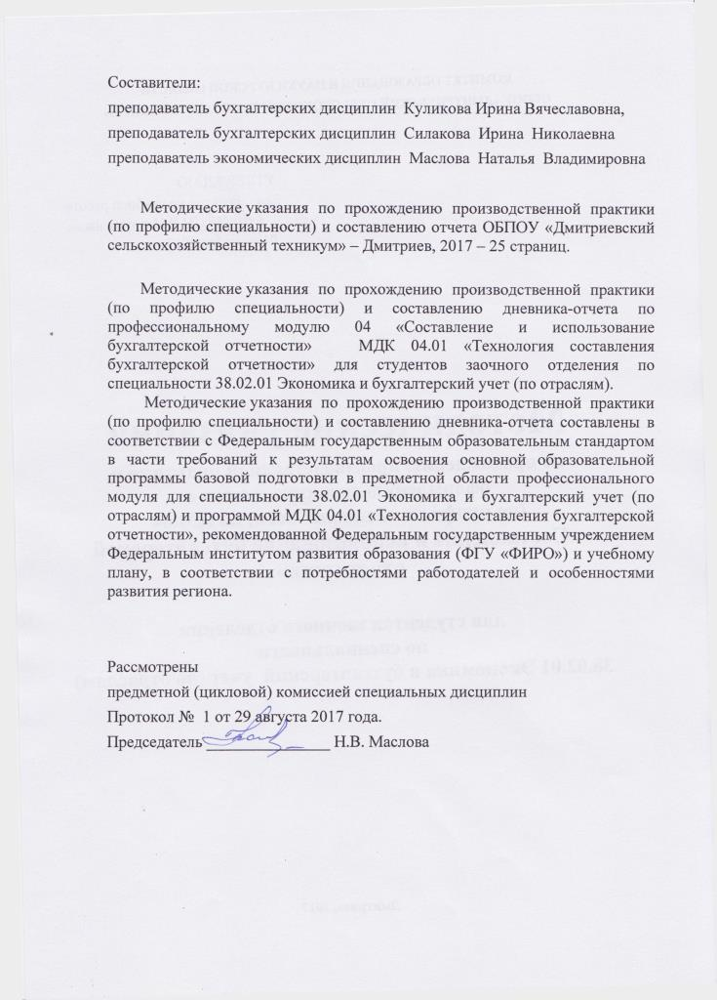 Составители:
преподаватель бухгалтерских дисциплин Куликова Ирина Вячеславовна,
преподаватель бухгалтерских дисциплин Силакова Ирина Николаевна
преподаватель экономических дисциплин Маслова Наталья Владимировна
Методические указания по прохождению производственной практики
(по профилю специальности) и составлению отчета ОБПОУ «Дмитриевский
сельскохозяйственный техникум» – Дмитриев, 2017 – 25 страниц.
Методические указания по прохождению производственной практики
(по профилю специальности) и составлению дневника-отчета по
профессиональному модулю 04 «Составление и использование
бухгалтерской отчетности» МДК 04.01 «Технология составления
бухгалтерской отчетности» для студентов заочного отделения по
специальности 38.02.01 Экономика и бухгалтерский учет (по отраслям).
Методические указания по прохождению производственной практики
(по профилю специальности) и составлению дневника-отчета составлены в
соответствии с Федеральным государственным образовательным стандартом
в части требований к результатам освоения основной образовательной
программы базовой подготовки в предметной области профессионального
модуля для специальности 38.02.01 Экономика и бухгалтерский учет (по
отраслям) и программой МДК 04.01 «Технология составления бухгалтерской
отчетности», рекомендованной Федеральным государственным учреждением
Федеральным институтом развития образования (ФГУ «ФИРО») и учебному
плану, в соответствии с потребностями работодателей и особенностями
развития региона.
Рассмотрены
предметной (цикловой) комиссией специальных дисциплин
Протокол № 1 от 29 августа 2017 года.
Председатель _______________ Н.В. Маслова